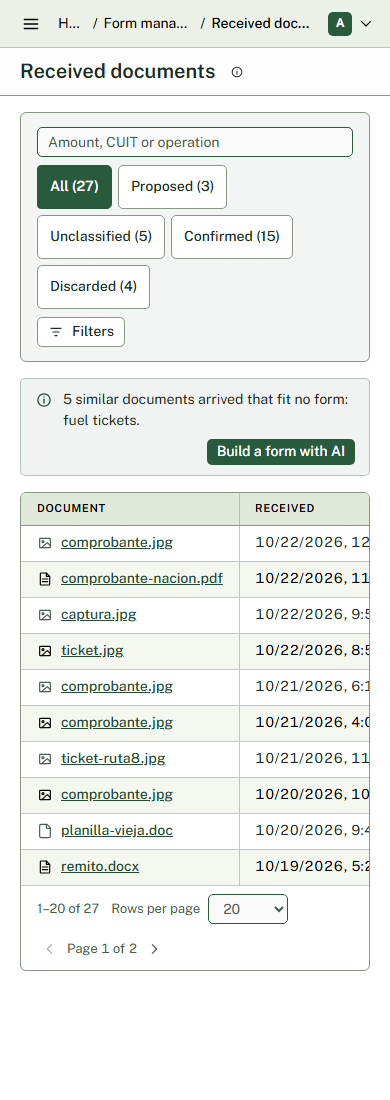 H... / Form mana... / Received doc... A
Received documents
Amount, CUIT or operation
All (27) Proposed (3)
Unclassified (5) Confirmed (15)
Discarded (4)
Filters
5 similar documents arrived that fit no form:
fuel tickets.
Build a form with AI
DOCUMENT RECEIVED
comprobante.jpg 10/22/2026, 12
comprobante-nacion.pdf 10/22/2026, 11
captura.jpg 10/22/2026, 9:5
ticket.jpg 10/22/2026, 8:5
comprobante.jpg 10/21/2026, 6:1
comprobante.jpg 10/21/2026, 4:0
ticket-ruta8.jpg 10/21/2026, 11
comprobante.jpg 10/20/2026, 10
planilla-vieja.doc 10/20/2026, 9:4
remito.docx 10/19/2026, 5:2
1–20 of 27 Rows per page 20
Page 1 of 2